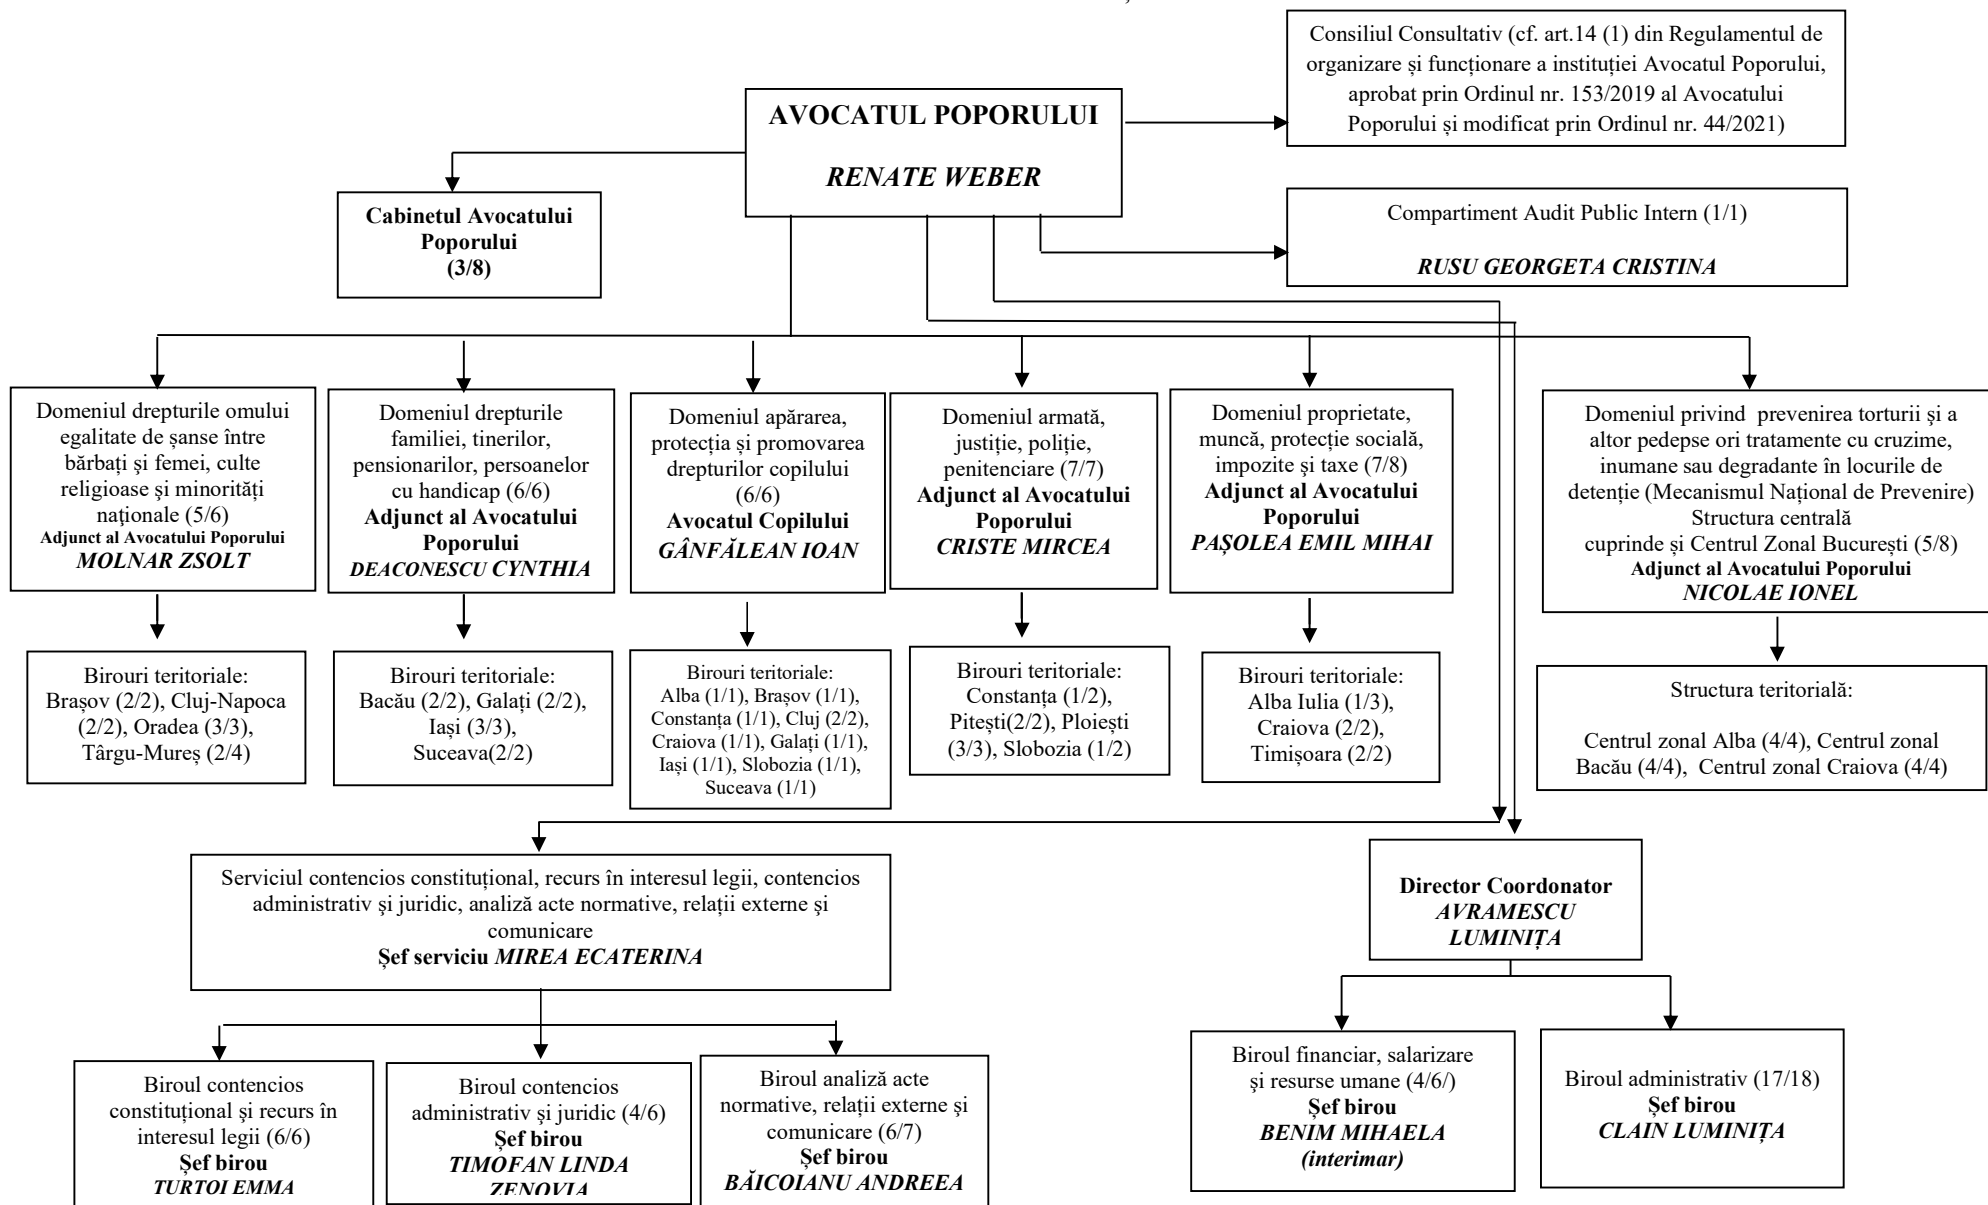 Consiliul Consultativ (cf. art.14 (1) din Regulamentul de
organizare și funcționare a instituției Avocatul Poporului,
aprobat prin Ordinul nr. 153/2019 al Avocatului
Poporului și modificat prin Ordinul nr. 44/2021)
AVOCATUL POPORULUI
RENATE WEBER
Cabinetul Avocatului
Poporului
(3/8)
Compartiment Audit Public Intern (1/1)
RUSU GEORGETA CRISTINA
Domeniul drepturile omului
egalitate de șanse între
bărbați și femei, culte
religioase și minorități
naţionale (5/6)
Adjunct al Avocatului Poporului
MOLNAR ZSOLT
Domeniul drepturile
familiei, tinerilor,
pensionarilor, persoanelor
cu handicap (6/6)
Adjunct al Avocatului
Poporului
DEACONESCU CYNTHIA
Domeniul apărarea,
protecția și promovarea
drepturilor copilului
(6/6)
Avocatul Copilului
GÂNFĂLEAN IOAN
Domeniul armată,
justiție, poliție,
penitenciare (7/7)
Adjunct al Avocatului
Poporului
CRISTE MIRCEA
Domeniul proprietate,
muncă, protecție socială,
impozite şi taxe (7/8)
Adjunct al Avocatului
Poporului
PAȘOLEA EMIL MIHAI
Domeniul privind prevenirea torturii şi a
altor pedepse ori tratamente cu cruzime,
inumane sau degradante în locurile de
detenție (Mecanismul Național de Prevenire)
Structura centrală
cuprinde și Centrul Zonal București (5/8)
Adjunct al Avocatului Poporului
NICOLAE IONEL
Birouri teritoriale:
Brașov (2/2), Cluj-Napoca
(2/2), Oradea (3/3),
Târgu-Mureș (2/4)
Birouri teritoriale:
Bacău (2/2), Galați (2/2),
Iași (3/3),
Suceava(2/2)
Birouri teritoriale:
Alba (1/1), Brașov (1/1),
Constanța (1/1), Cluj (2/2),
Craiova (1/1), Galați (1/1),
Iași (1/1), Slobozia (1/1),
Suceava (1/1)
Birouri teritoriale:
Constanța (1/2),
Pitești(2/2), Ploiești
(3/3), Slobozia (1/2)
Birouri teritoriale:
Alba Iulia (1/3),
Craiova (2/2),
Timișoara (2/2)
Structura teritorială:
Centrul zonal Alba (4/4), Centrul zonal
Bacău (4/4), Centrul zonal Craiova (4/4)
Serviciul contencios constituțional, recurs în interesul legii, contencios
administrativ şi juridic, analiză acte normative, relații externe şi
comunicare
Şef serviciu MIREA ECATERINA
Director Coordonator
AVRAMESCU
LUMINIȚA
Biroul contencios
constituțional şi recurs în
interesul legii (6/6)
Şef birou
TURTOI EMMA
Biroul contencios
administrativ şi juridic (4/6)
Şef birou
TIMOFAN LINDA
ZENOVIA
Biroul analiză acte
normative, relații externe şi
comunicare (6/7)
Şef birou
BĂICOIANU ANDREEA
Biroul financiar, salarizare
şi resurse umane (4/6/)
Şef birou
BENIM MIHAELA
(interimar)
Biroul administrativ (17/18)
Şef birou
CLAIN LUMINIȚA